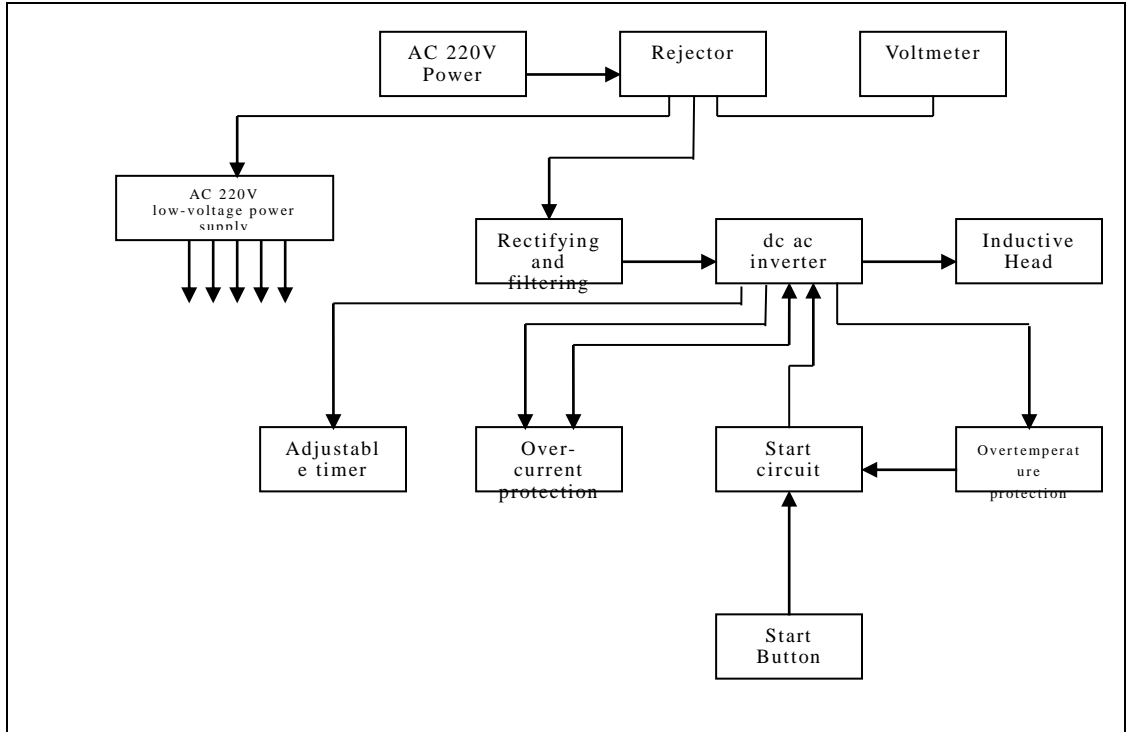 AC 220V
Power
Rejector
Voltmeter
AC 220V
low-voltage power
supply
Rectifying
and
filtering
dc ac
inverter
Inductive
Head
Adjustabl
e timer
Over-
current
protection
Start
circuit
Overtemperat
ure
protection
Start
Button